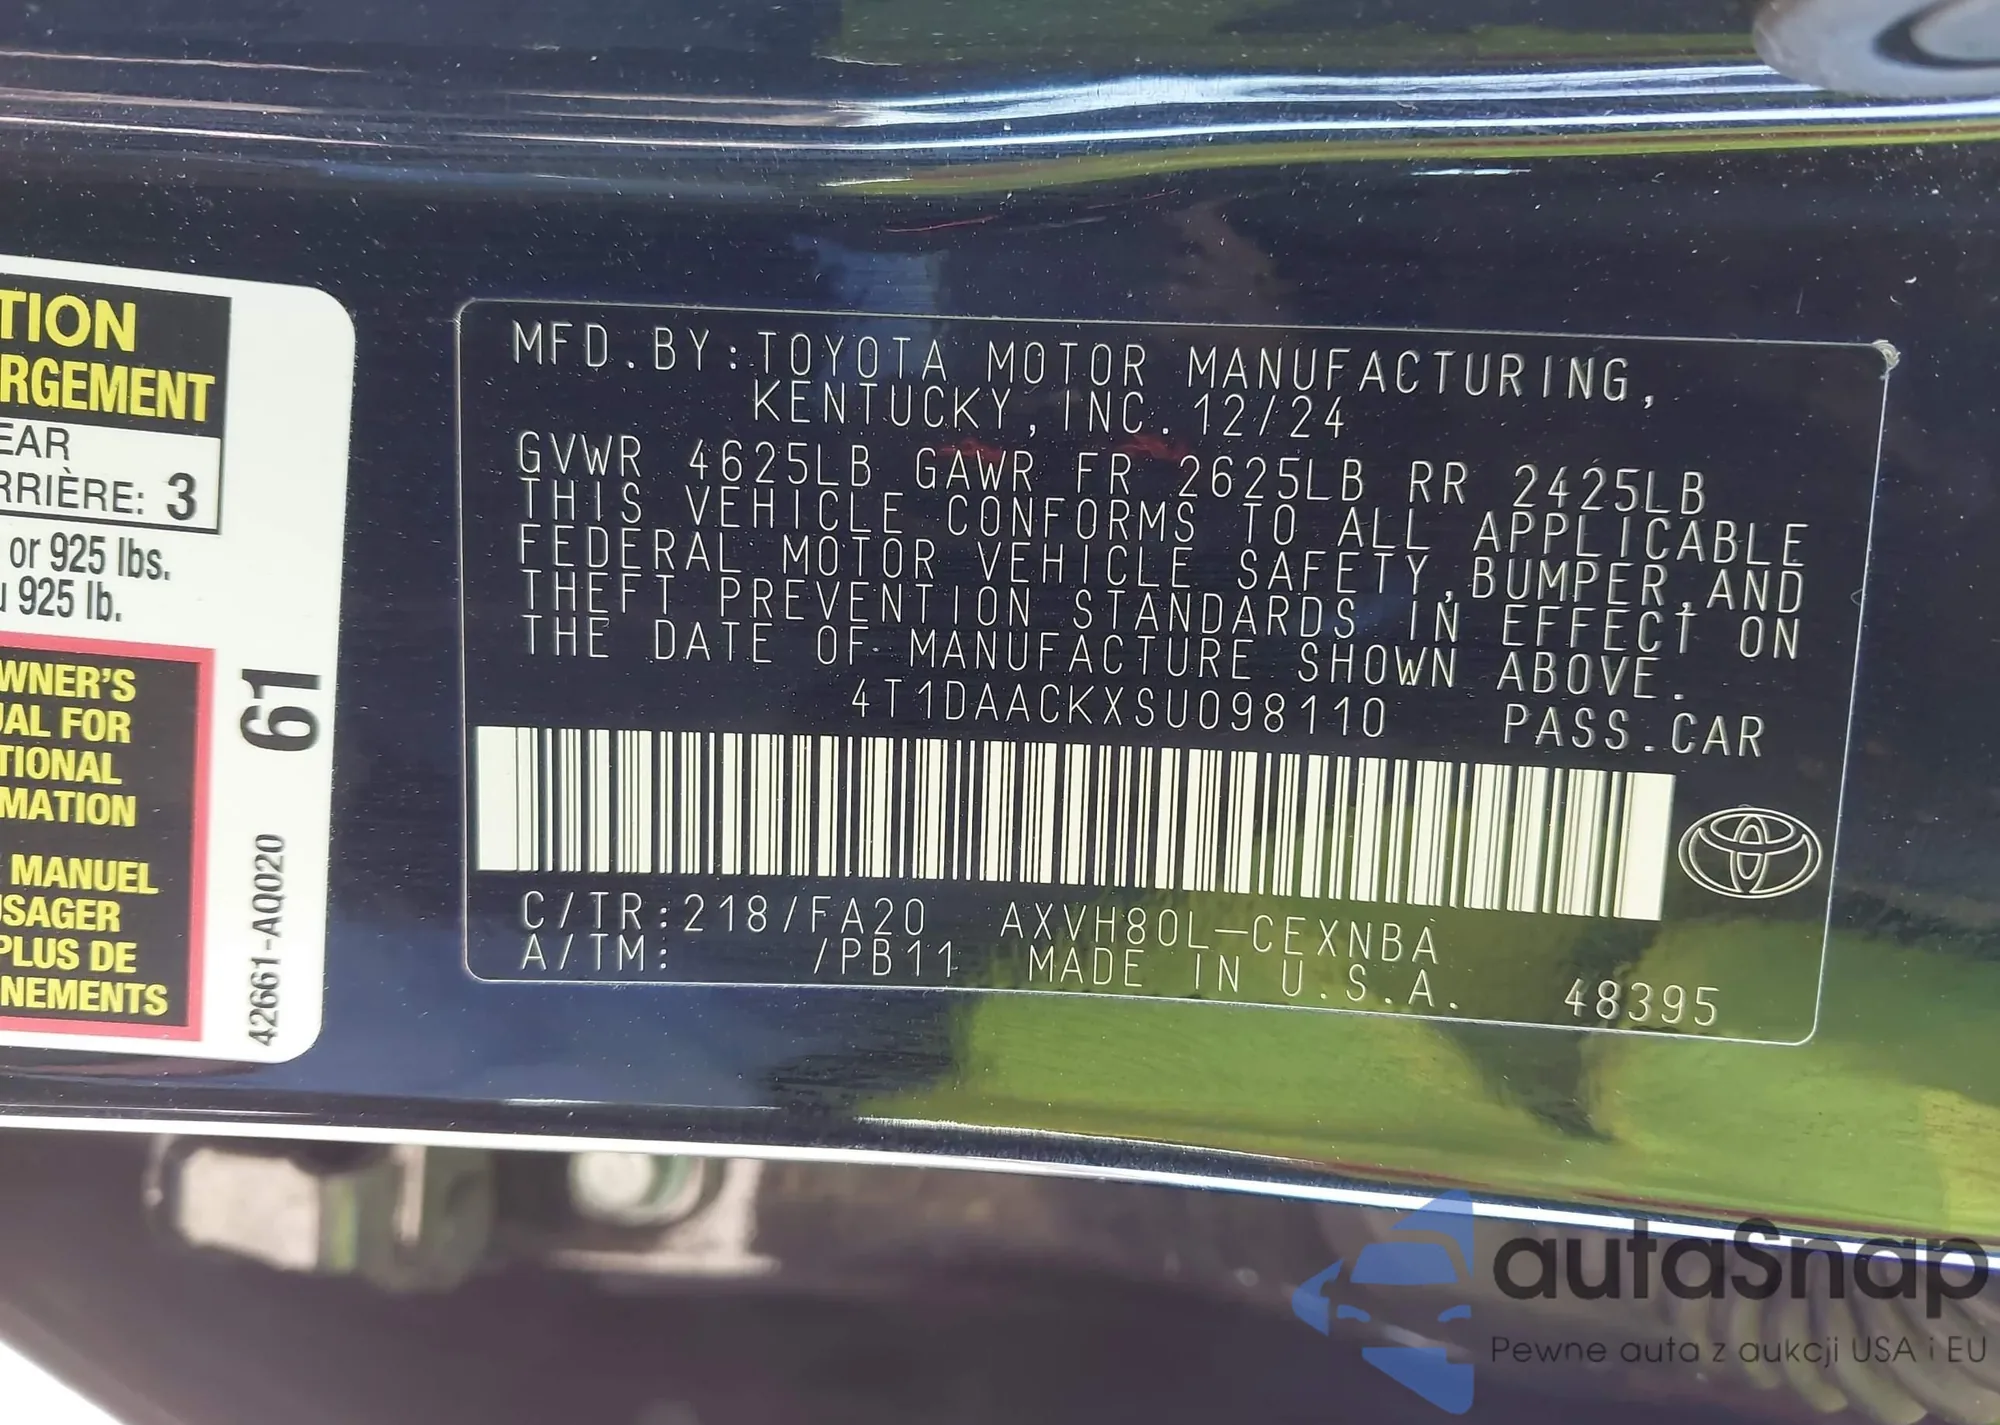 TION
RGEMENT
EAR
RRIÈRE: 3
or 925 lbs.
u 925 lb.
WNER'S
UAL FOR
TIONAL
MATION
MANUEL
USAGER
PLUS DE
NEMENTS
61
42661-AQ020
MFD.BY:TOYOTA MOTOR MANUFACTURING,
KENTUCKY,INC. 12/24
GVWR 4625LB GAWR FR 2625LB RR 2425LB
THIS VEHICLE CONFORMS TO ALL APPLICABLE
FEDERAL MOTOR VEHICLE SAFETY,BUMPER,AND
THEFT PREVENTION STANDARDS IN EFFECT ON
THE DATE OF MANUFACTURE SHOWN ABOVE.
4T1DAACKXSU098110 PASS.CAR
C/TR:218/FA20 AXVH80L-CEXNBA
A/TM: /PB11 MADE IN U.S.A. 48395
autaSnap
Pewne auta z aukcji USA i EU